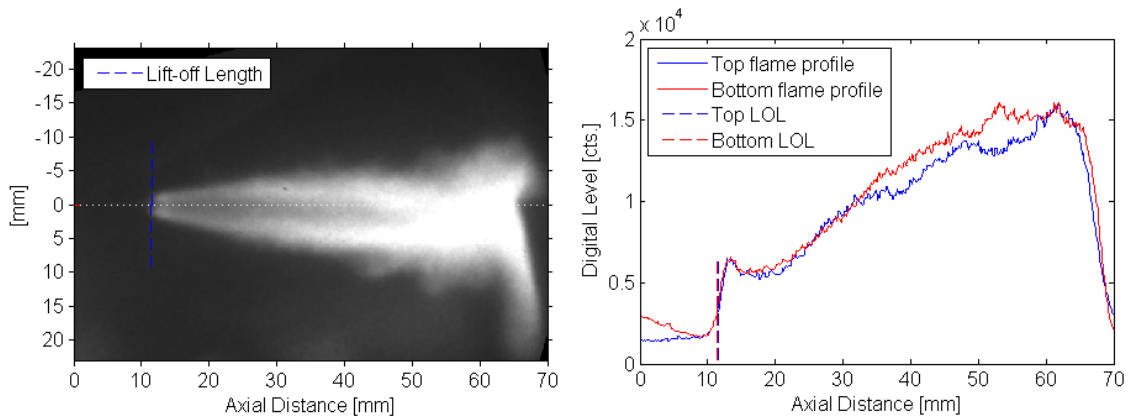 -20
-15
-10
-5
0
5
10
15
20
[mm]
Lift-off Length
0 10 20 30 40 50 60 70
Axial Distance [mm]
x 10^4
2
1.5
1
0.5
0
Digital Level [cts.]
Top flame profile
Bottom flame profile
Top LOL
Bottom LOL
0 10 20 30 40 50 60 70
Axial Distance [mm]